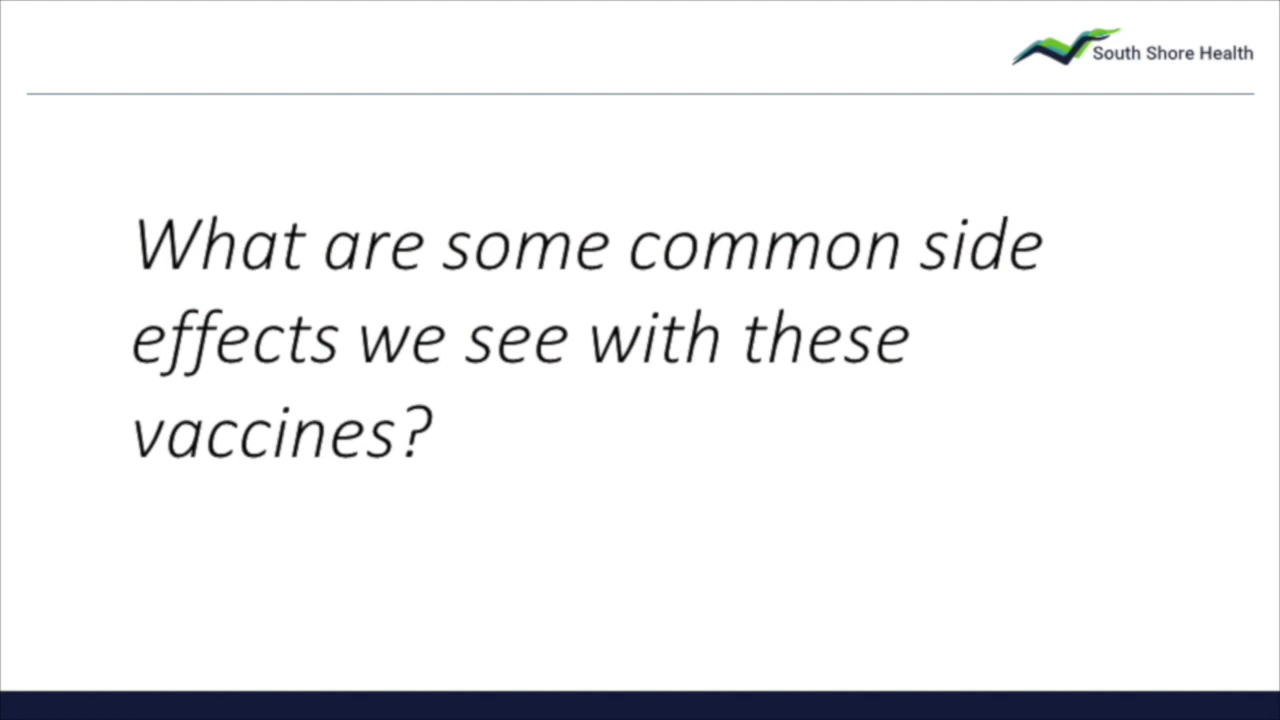 South Shore Health
What are some common side
effects we see with these
vaccines?